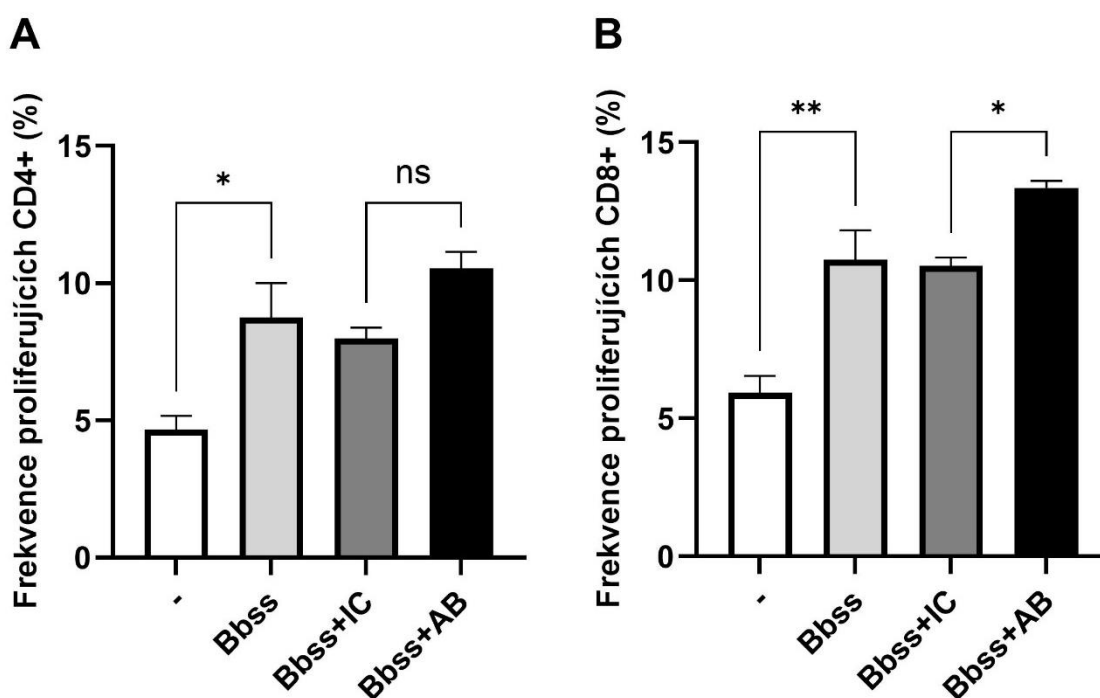 A
Frekvence proliferujících CD4+ (%)
15
10
5
0
*
ns
-
Bbss
Bbss+IC
Bbss+AB
B
Frekvence proliferujících CD8+ (%)
15
10
5
0
**
*
-
Bbss
Bbss+IC
Bbss+AB